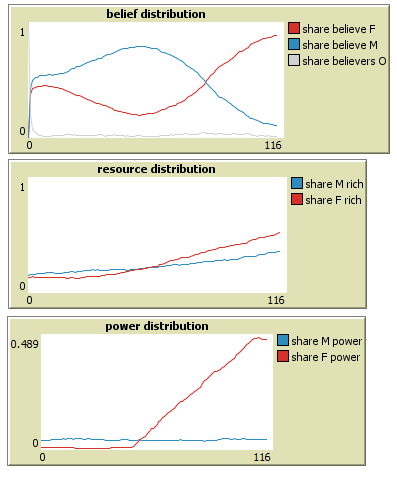 belief distribution
1
share believe F
share believe M
share believers O
0
0 116
resource distribution
1
share M rich
share F rich
0
0 116
power distribution
0.489
share M power
share F power
0
0 116